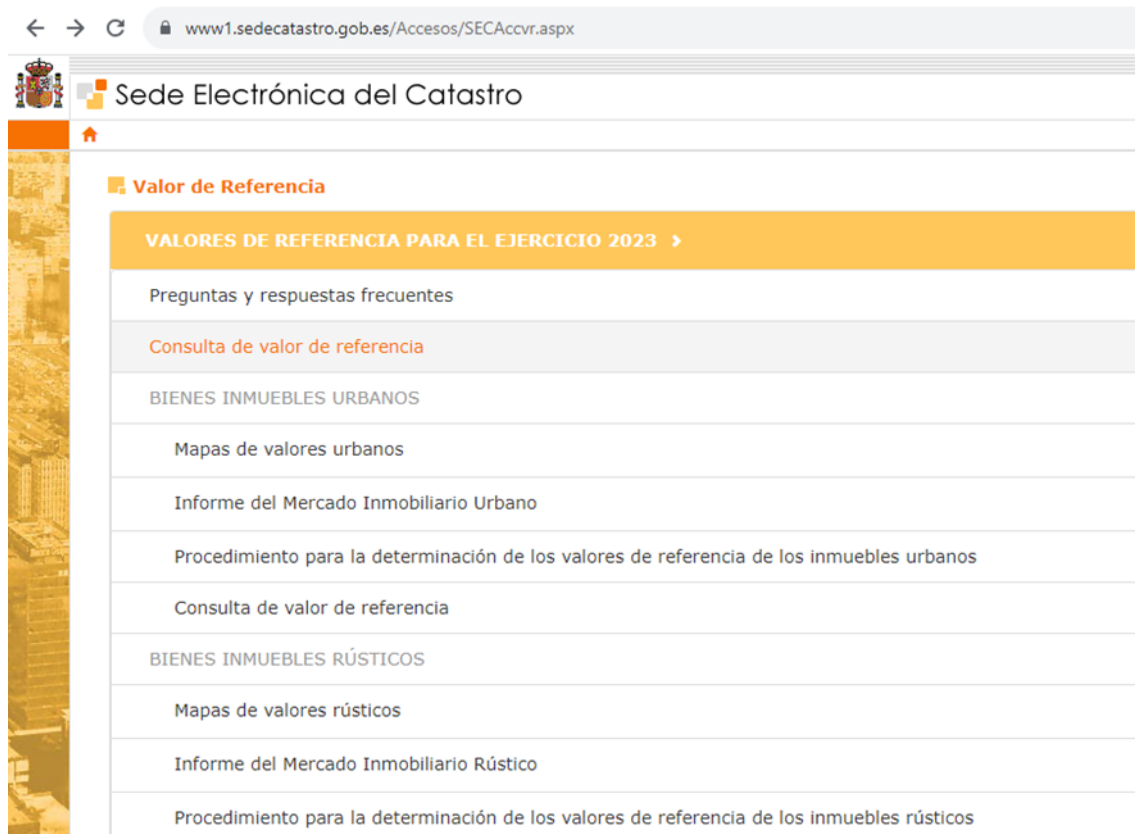 www1.sedecatastro.gob.es/Accesos/SECAccvr.aspx
Sede Electrónica del Catastro
Valor de Referencia
VALORES DE REFERENCIA PARA EL EJERCICIO 2023 >
Preguntas y respuestas frecuentes
Consulta de valor de referencia
BIENES INMUEBLES URBANOS
Mapas de valores urbanos
Informe del Mercado Inmobiliario Urbano
Procedimiento para la determinación de los valores de referencia de los inmuebles urbanos
Consulta de valor de referencia
BIENES INMUEBLES RÚSTICOS
Mapas de valores rústicos
Informe del Mercado Inmobiliario Rústico
Procedimiento para la determinación de los valores de referencia de los inmuebles rústicos